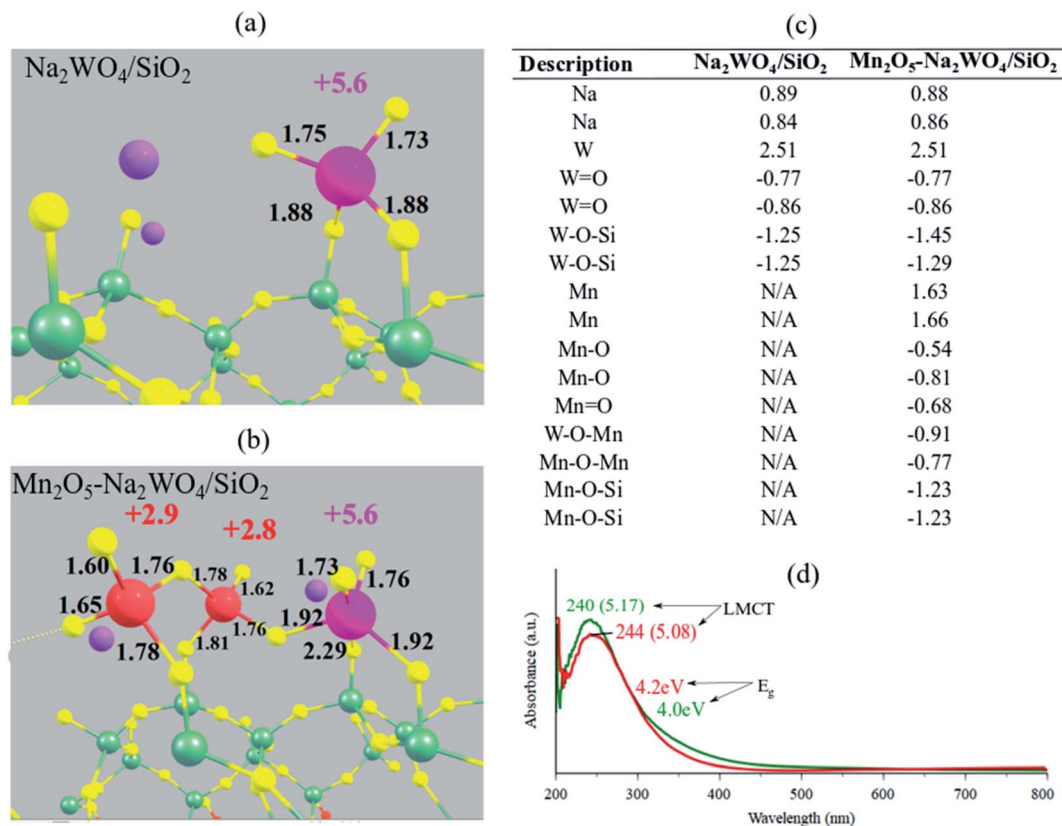 (a)
Na₂WO₄/SiO₂
+5.6
1.75
1.73
1.88
1.88
(b)
Mn₂O₅-Na₂WO₄/SiO₂
+2.9
+2.8
+5.6
1.60
1.76
1.78
1.62
1.73
1.76
1.65
1.92
1.76
1.78
1.81
2.29
1.92
(c)
Description Na₂WO₄/SiO₂ Mn₂O₅-Na₂WO₄/SiO₂
Na 0.89 0.88
Na 0.84 0.86
W 2.51 2.51
W=O -0.77 -0.77
W=O -0.86 -0.86
W-O-Si -1.25 -1.45
W-O-Si -1.25 -1.29
Mn N/A 1.63
Mn N/A 1.66
Mn-O N/A -0.54
Mn-O N/A -0.81
Mn=O N/A -0.68
W-O-Mn N/A -0.91
Mn-O-Mn N/A -0.77
Mn-O-Si N/A -1.23
Mn-O-Si N/A -1.23
(d)
240 (5.17)
LMCT
244 (5.08)
4.2eV
E_g
4.0eV
Absorbance (a.u.)
200 300 400 500 600 700 800
Wavelength (nm)